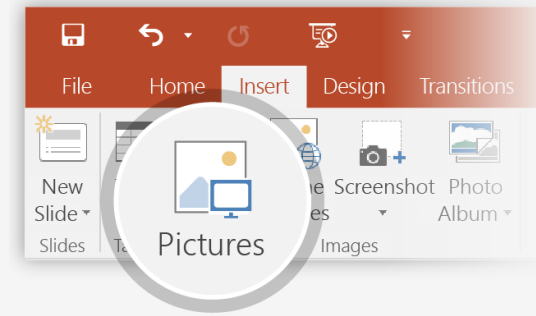 File Home Insert Design Transitions
New
Slide
Pictures
Screenshot
Photo
Album
Slides
Images